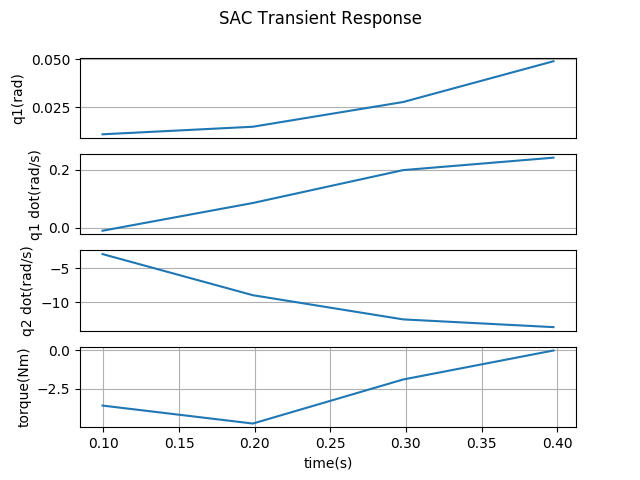 SAC Transient Response
0.050
0.025
q1(rad)
0.2
0.0
q1 dot(rad/s)
−5
−10
q2 dot(rad/s)
0.0
−2.5
torque(Nm)
0.10 0.15 0.20 0.25 0.30 0.35 0.40
time(s)